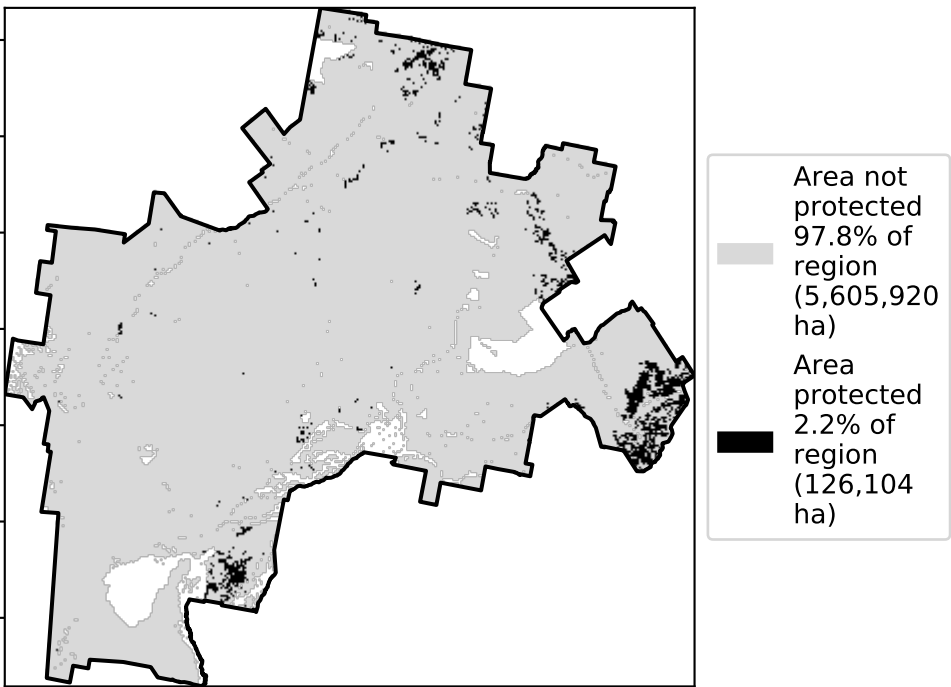 Area not
protected
97.8% of
region
(5,605,920
ha)
Area
protected
2.2% of
region
(126,104
ha)